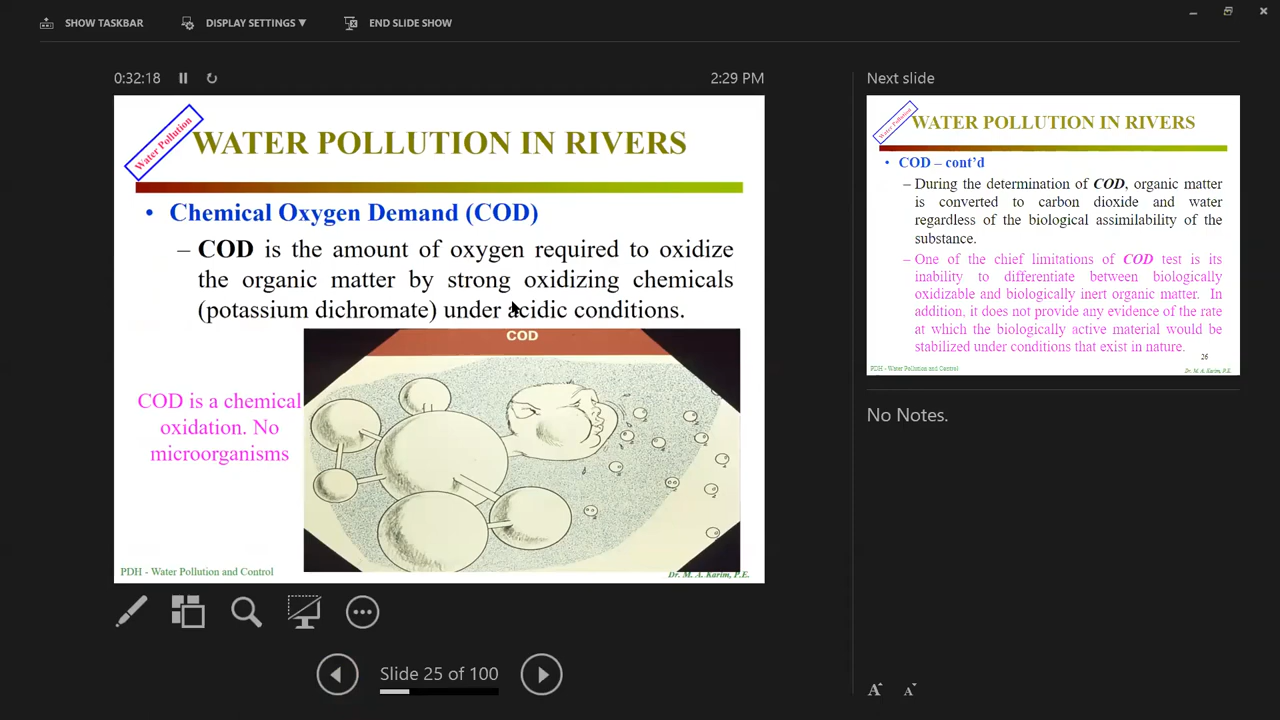 SHOW TASKBAR
DISPLAY SETTINGS ▼
END SLIDE SHOW
0:32:18
2:29 PM
Water Pollution
WATER POLLUTION IN RIVERS
• Chemical Oxygen Demand (COD)
– COD is the amount of oxygen required to oxidize
the organic matter by strong oxidizing chemicals
(potassium dichromate) under acidic conditions.
COD
COD is a chemical
oxidation. No
microorganisms
PDH - Water Pollution and Control
Dr. M. A. Karim, P.E.
Slide 25 of 100
Next slide
Water Pollution
WATER POLLUTION IN RIVERS
• COD – cont’d
– During the determination of COD, organic matter
is converted to carbon dioxide and water
regardless of the biological assimilability of the
substance.
– One of the chief limitations of COD test is its
inability to differentiate between biologically
oxidizable and biologically inert organic matter. In
addition, it does not provide any evidence of the rate
at which the biologically active material would be
stabilized under conditions that exist in nature.
26
PDH - Water Pollution and Control
Dr. M. A. Karim, P.E.
No Notes.
A A